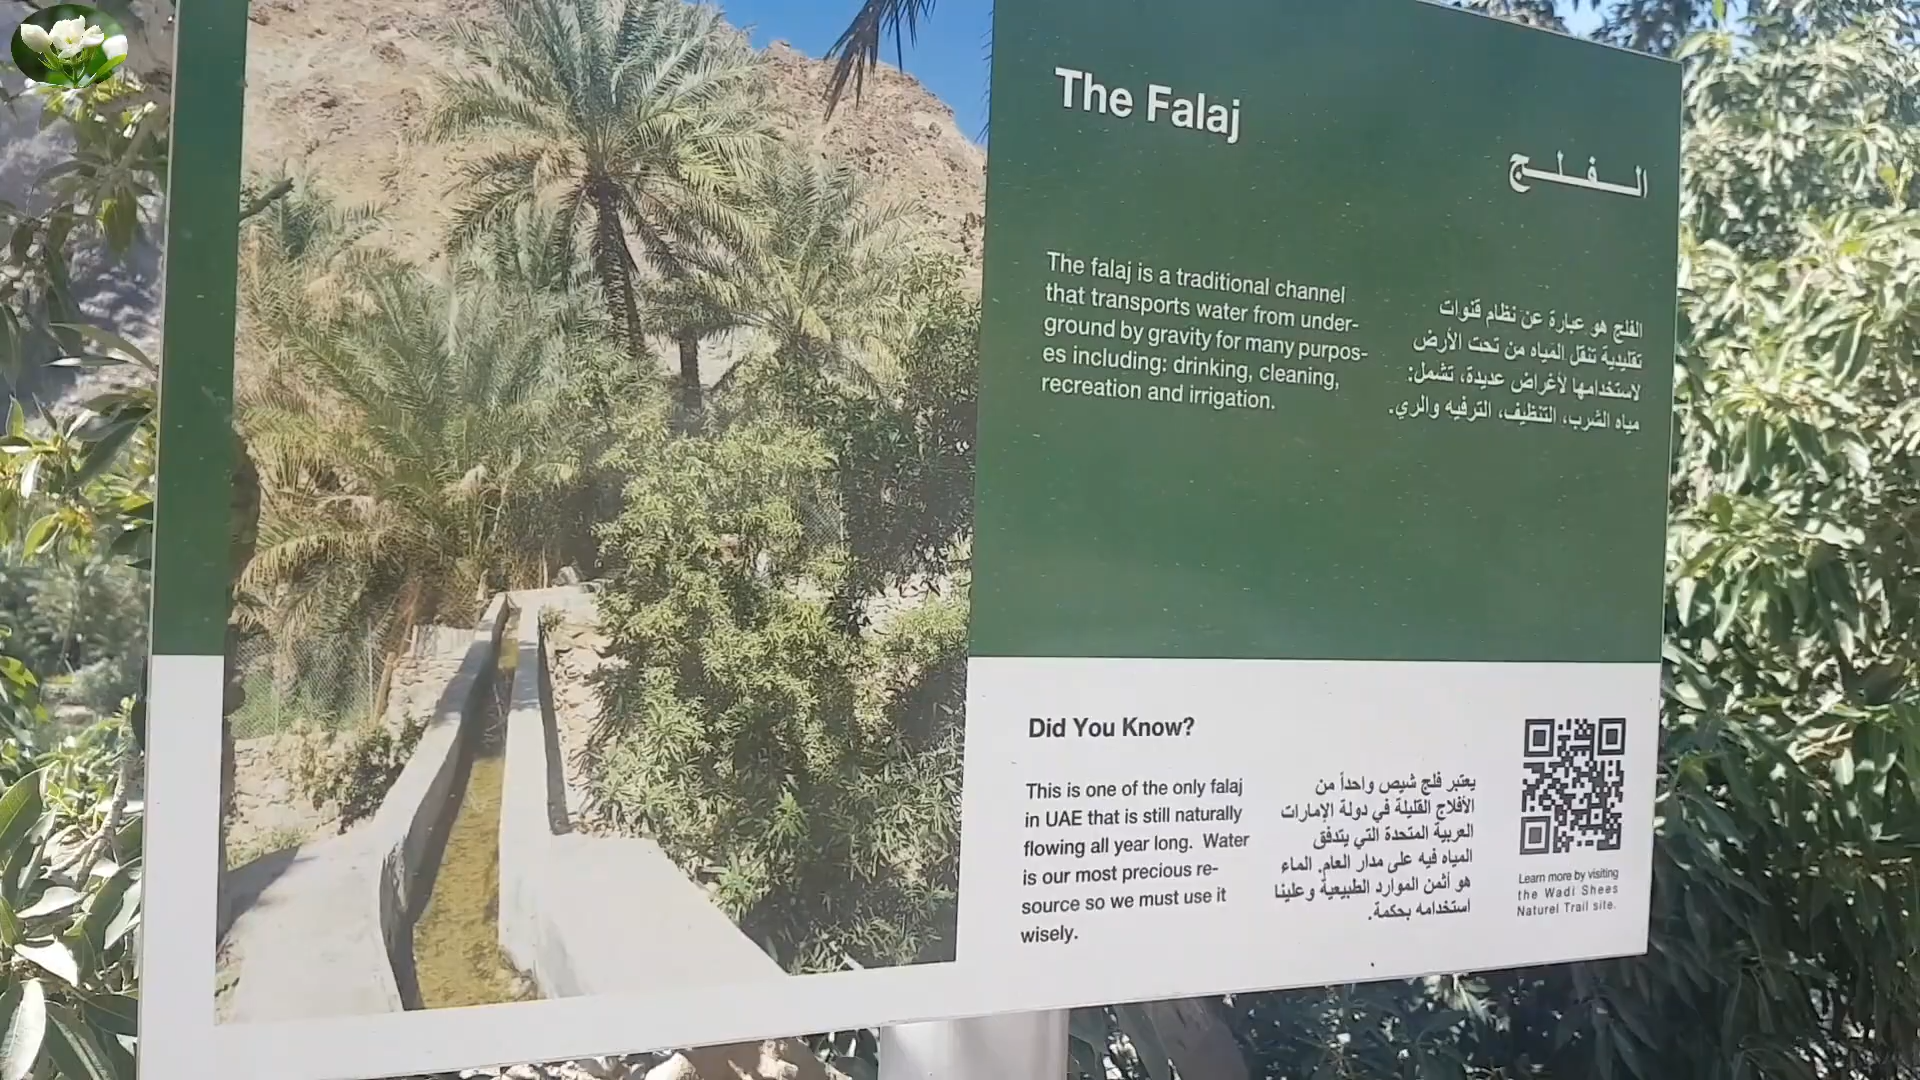 The Falaj
الفلج
The falaj is a traditional channel
that transports water from under-
ground by gravity for many purpos-
es including: drinking, cleaning,
recreation and irrigation.
الفلج هو عبارة عن نظام قنوات
تقليدية تنقل المياه من تحت الأرض
لاستخدامها لأغراض عديدة، تشمل:
مياه الشرب، التنظيف، الترفيه والري.
Did You Know?
This is one of the only falaj
in UAE that is still naturally
flowing all year long. Water
is our most precious re-
source so we must use it
wisely.
يعتبر فلج شيص واحداً من
الأفلاج القليلة في دولة الإمارات
العربية المتحدة التي يتدفق
المياه فيه على مدار العام. الماء
هو أثمن الموارد الطبيعية وعلينا
استخدامه بحكمة.
Learn more by visiting
the Wadi Shees
Naturel Trail site.